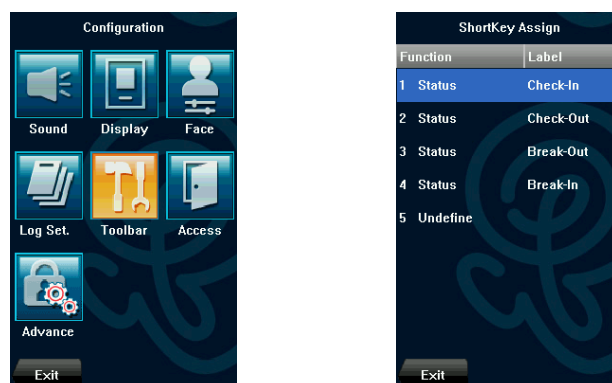 Configuration
Sound Display Face
Log Set. Toolbar Access
Advance
Exit
ShortKey Assign
Function Label
1 Status Check-In
2 Status Check-Out
3 Status Break-Out
4 Status Break-In
5 Undefine
Exit